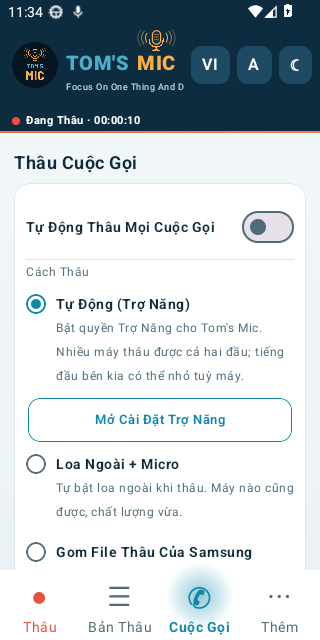 11:34
TOM'S MIC
TOM'S MIC
Focus On One Thing And D
VI
A
Đang Thâu · 00:00:10
Thâu Cuộc Gọi
Tự Động Thâu Mọi Cuộc Gọi
Cách Thâu
Tự Động (Trợ Năng)
Bật quyền Trợ Năng cho Tom's Mic.
Nhiều máy thâu được cả hai đầu; tiếng
đầu bên kia có thể nhỏ tuỳ máy.
Mở Cài Đặt Trợ Năng
Loa Ngoài + Micro
Tự bật loa ngoài khi thâu. Máy nào cũng
được, chất lượng vừa.
Gom File Thâu Của Samsung
Thâu
Bản Thâu
Cuộc Gọi
Thêm